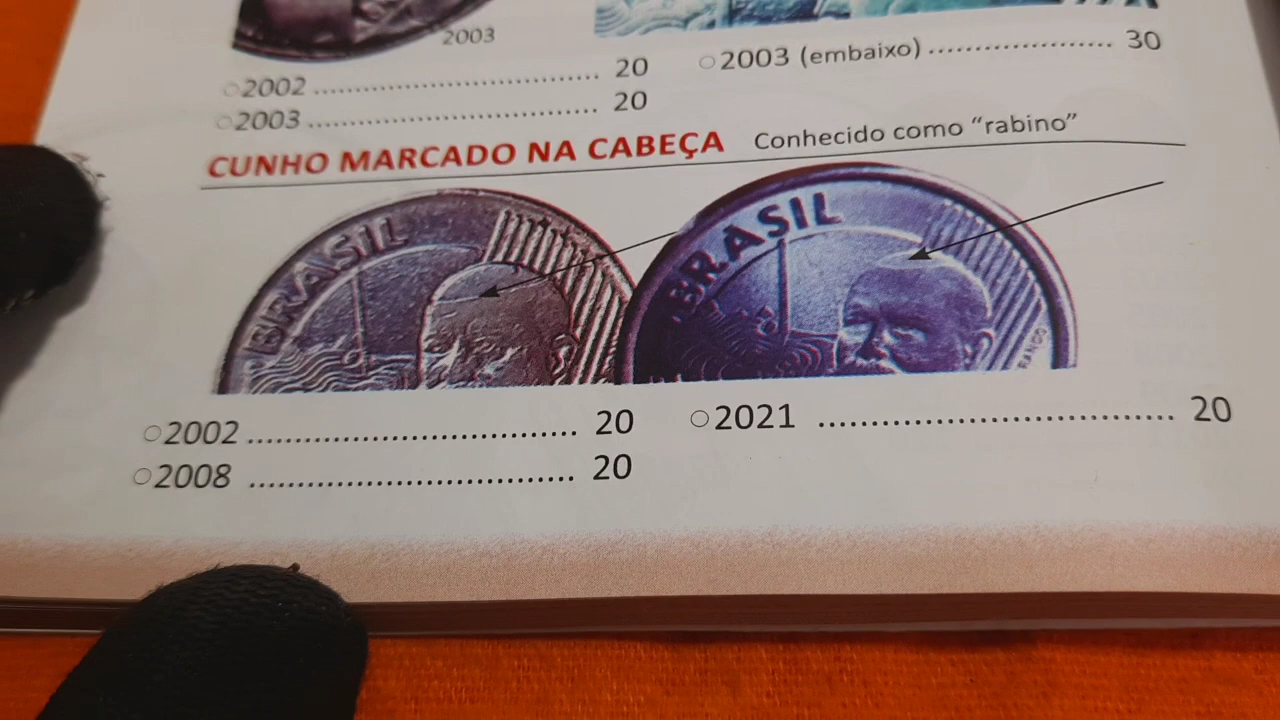 2003
2002 ........................................ 20
2003 ........................................ 20
2003 (embaixo) ...................... 30
CUNHO MARCADO NA CABEÇA Conhecido como “rabino”
BRASIL
BRASIL
2002 .................................. 20
2008 .................................. 20
2021 .................................... 20